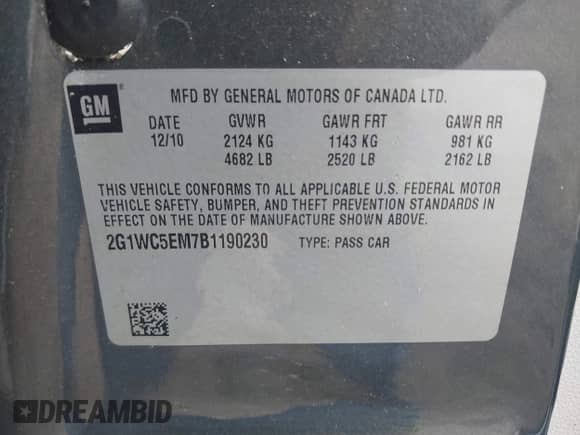 GM
MFD BY GENERAL MOTORS OF CANADA LTD.
DATE GVWR GAWR FRT GAWR RR
12/10 2124 KG 1143 KG 981 KG
4682 LB 2520 LB 2162 LB
THIS VEHICLE CONFORMS TO ALL APPLICABLE U.S. FEDERAL MOTOR
VEHICLE SAFETY, BUMPER, AND THEFT PREVENTION STANDARDS IN
EFFECT ON THE DATE OF MANUFACTURE SHOWN ABOVE.
2G1WC5EM7B1190230 TYPE: PASS CAR
DREAMBID